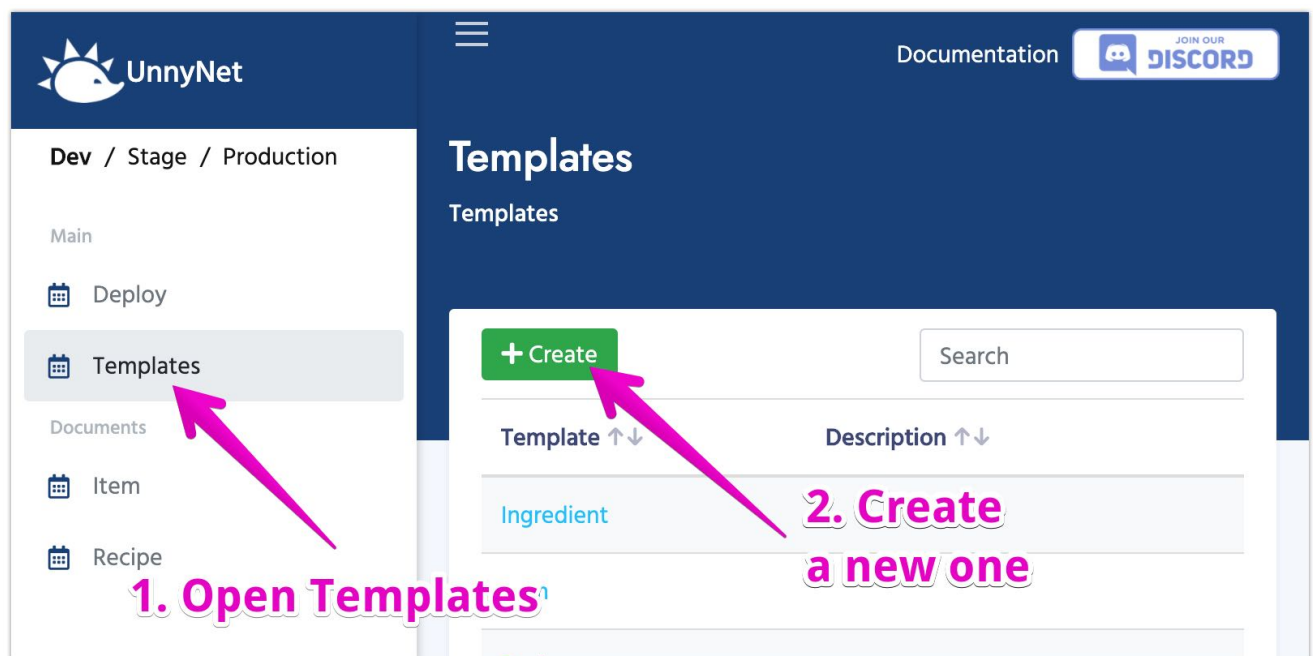 UnnyNet
Documentation
JOIN OUR
DISCORD
Dev / Stage / Production
Templates
Templates
Main
Deploy
Templates
Documents
Item
Recipe
+ Create
Search
Template ↑↓
Description ↑↓
Ingredient
1. Open Templates
2. Create
a new one